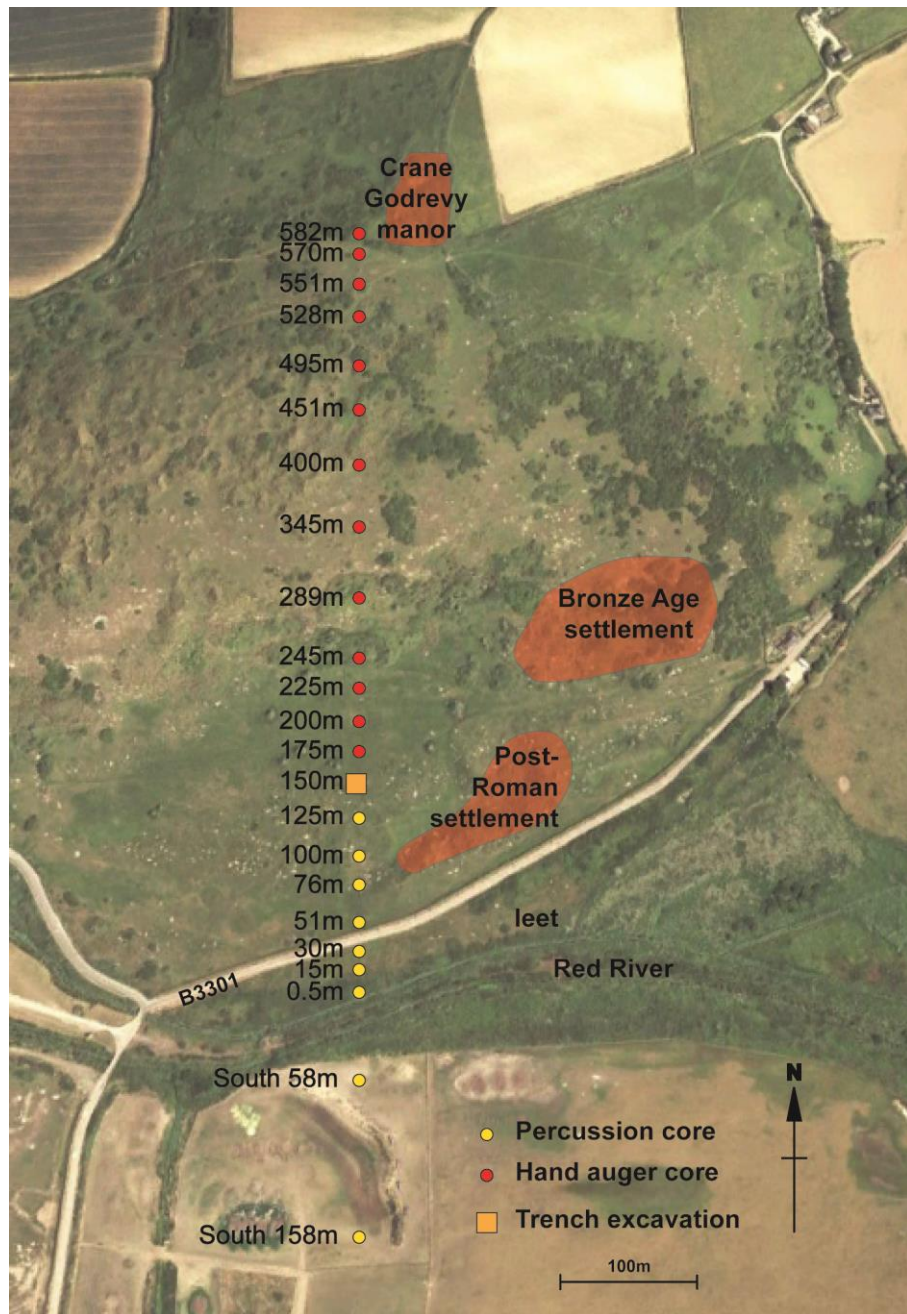 Crane
Godrevy
manor
582m
570m
551m
528m
495m
451m
400m
345m
289m
Bronze Age
settlement
245m
225m
200m
175m
Post-
Roman
settlement
150m
125m
100m
76m
51m
leet
30m
15m
Red River
B3301
0.5m
South 58m
N
Percussion core
Hand auger core
Trench excavation
South 158m
100m